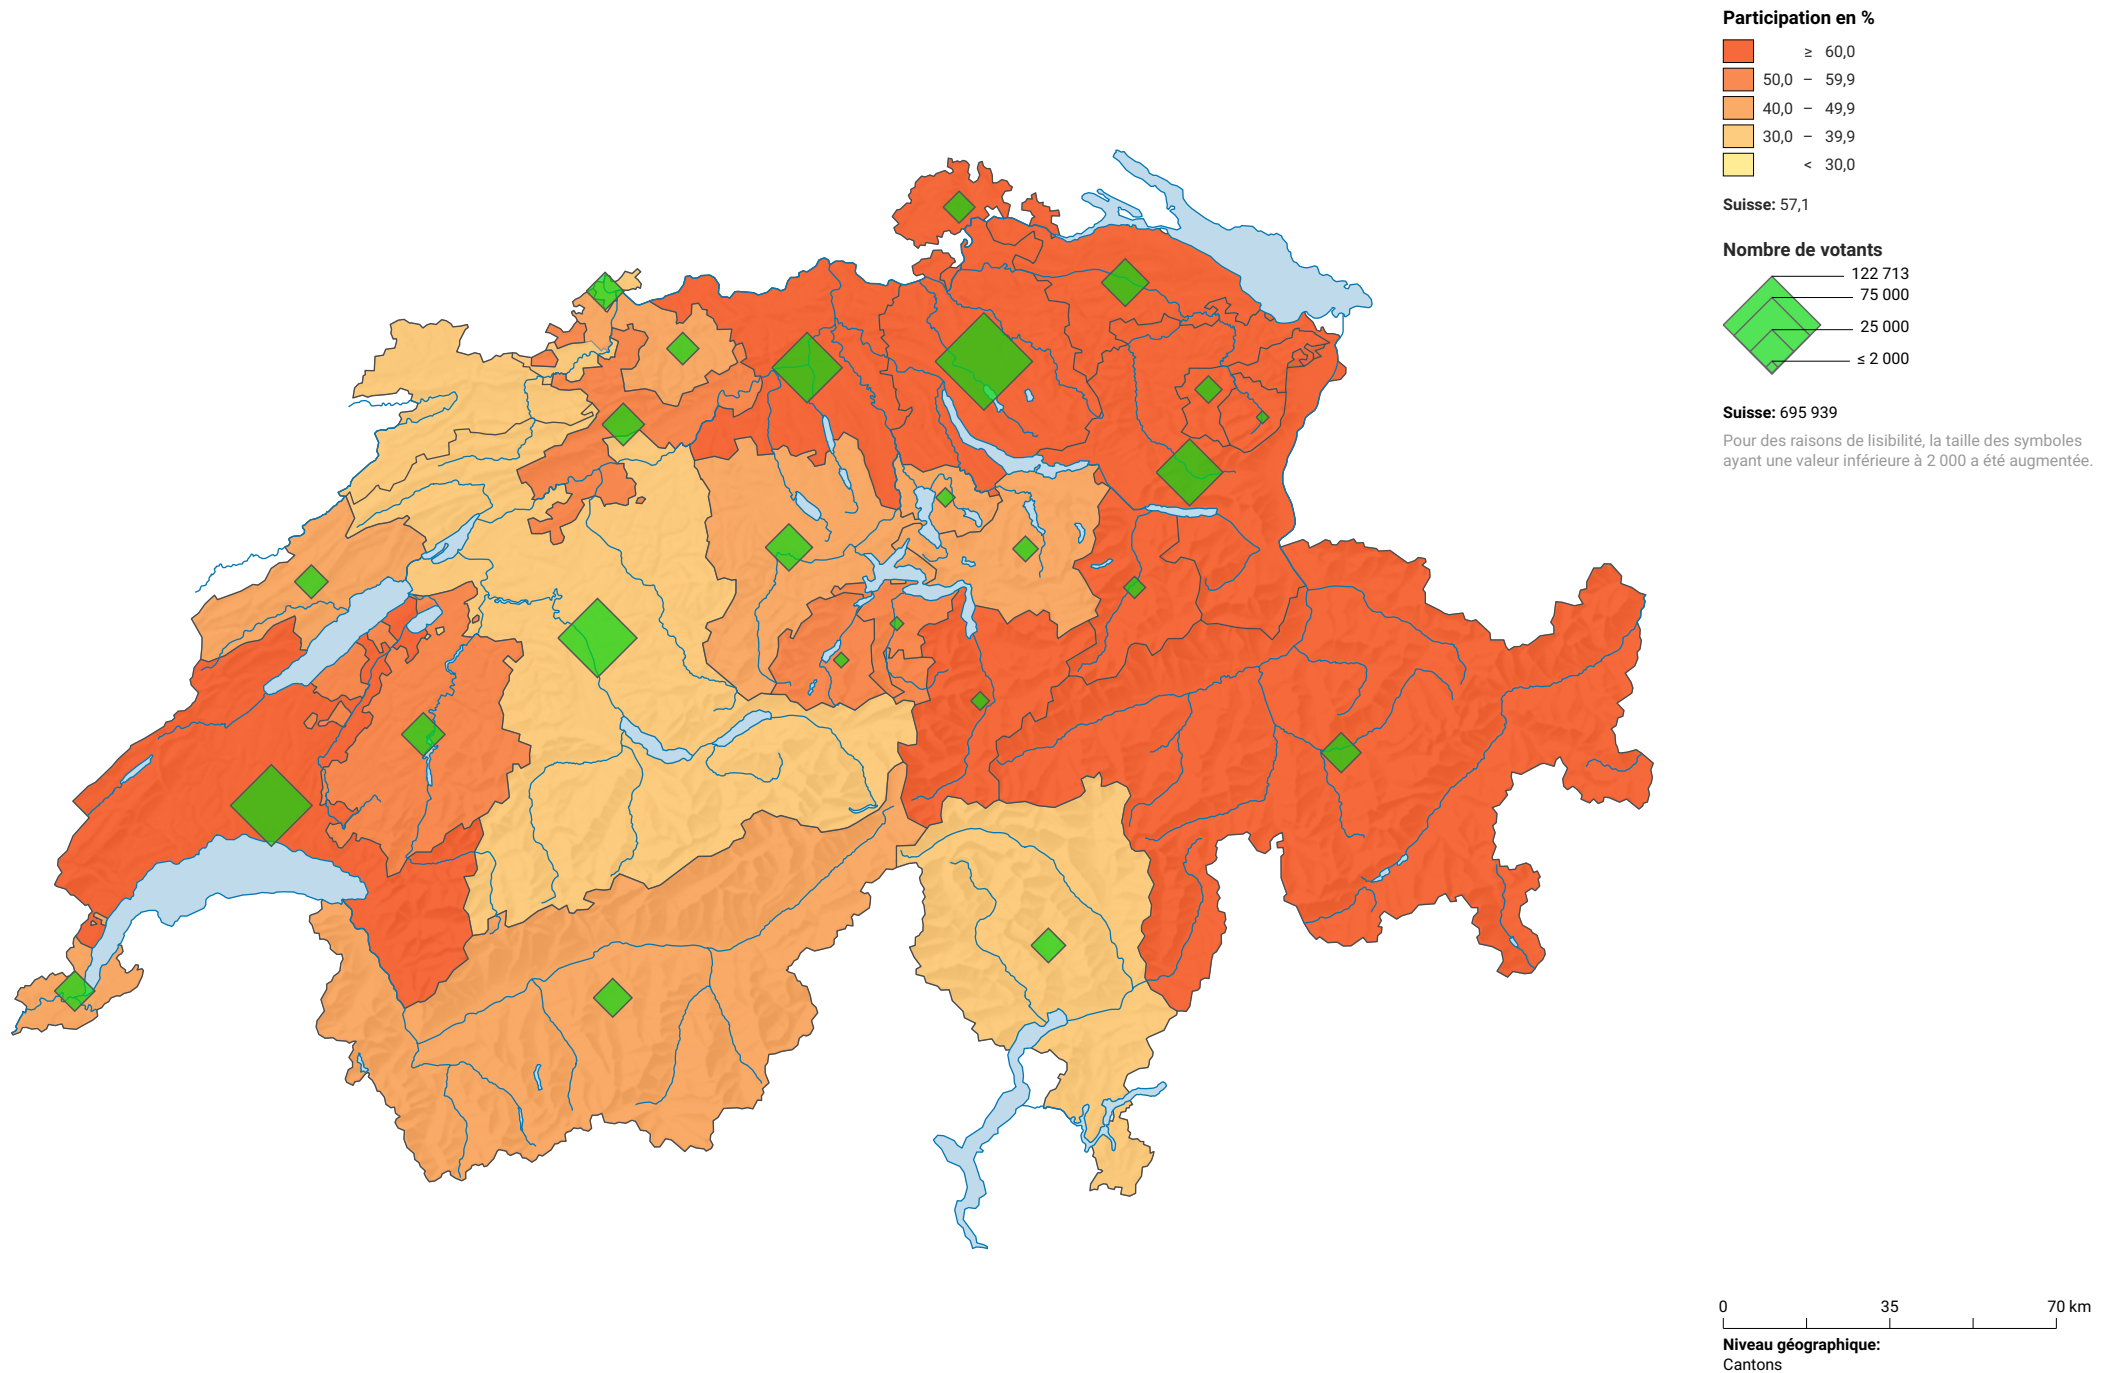 Participation en %
≥ 60,0
50,0 – 59,9
40,0 – 49,9
30,0 – 39,9
< 30,0
Suisse: 57,1
Nombre de votants
122 713
75 000
25 000
≤ 2 000
Suisse: 695 939
Pour des raisons de lisibilité, la taille des symboles
ayant une valeur inférieure à 2 000 a été augmentée.
0 35 70 km
Niveau géographique:
Cantons